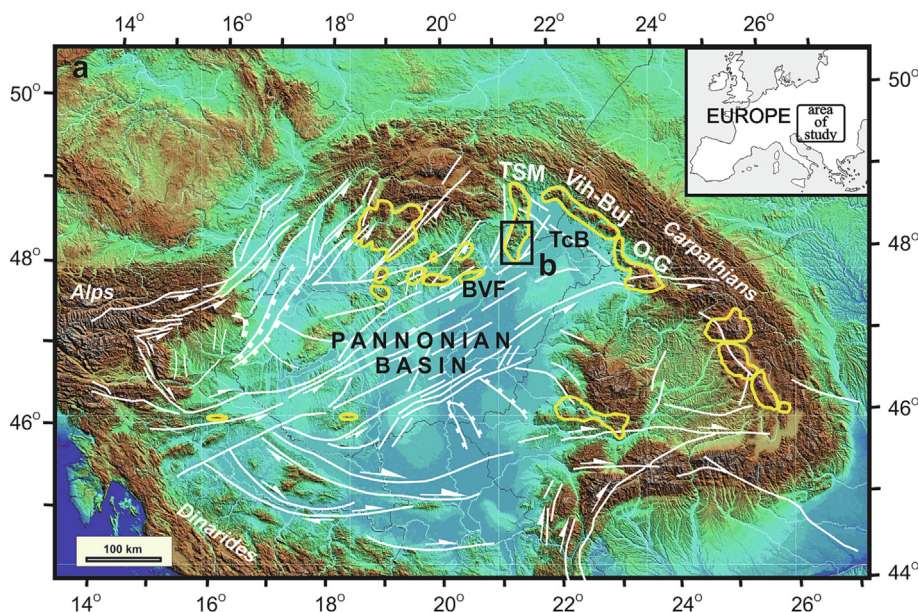 14° 16° 18° 20° 22° 24° 26°
a
50°
48°
46°
50°
48°
46°
44°
EUROPE
area
of
study
TSM
Vih-Buj
TcB
O-G
Carpathians
b
BVF
Alps
PANNONIAN
BASIN
Dinarides
100 km
14° 16° 18° 20° 22° 24° 26°